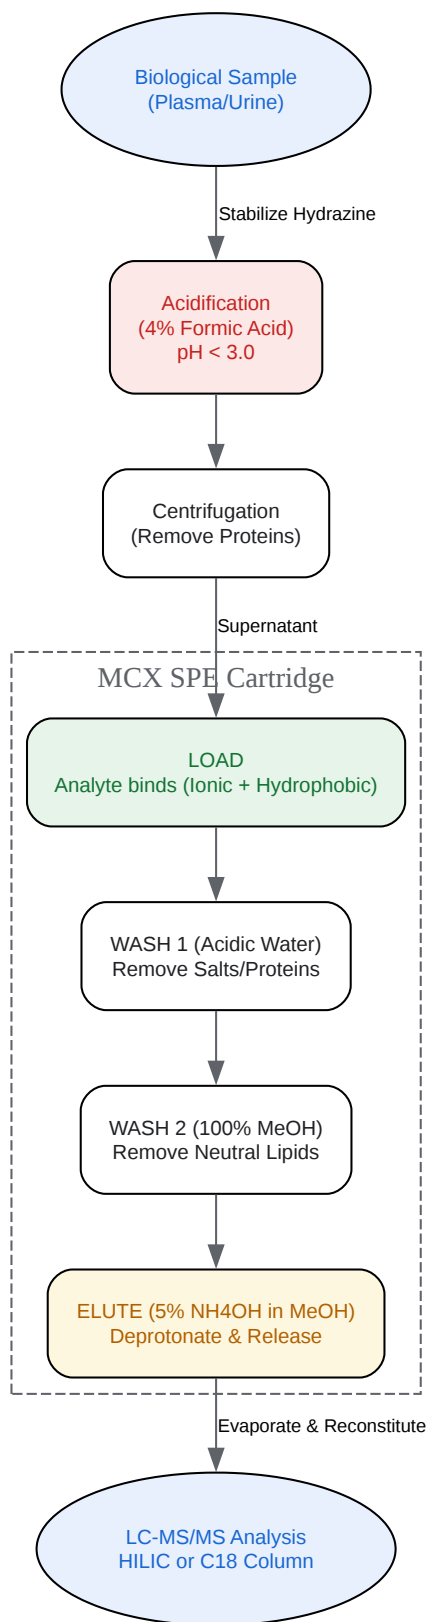 Biological Sample
(Plasma/Urine)
Stabilize Hydrazine
Acidification
(4% Formic Acid)
pH < 3.0
Centrifugation
(Remove Proteins)
Supernatant
MCX SPE Cartridge
LOAD
Analyte binds (Ionic + Hydrophobic)
WASH 1 (Acidic Water)
Remove Salts/Proteins
WASH 2 (100% MeOH)
Remove Neutral Lipids
ELUTE (5% NH4OH in MeOH)
Deprotonate & Release
Evaporate & Reconstitute
LC-MS/MS Analysis
HILIC or C18 Column